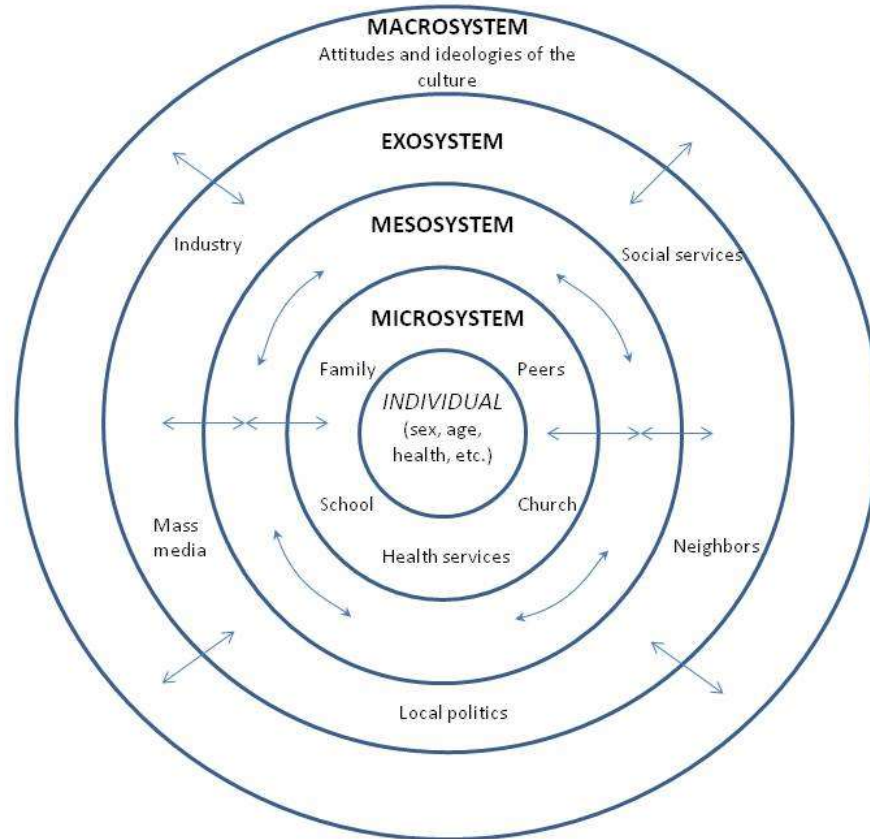 MACROSYSTEM
Attitudes and ideologies of the
culture
EXOSYSTEM
Industry
Social services
MESOSYSTEM
MICROSYSTEM
Family
Peers
INDIVIDUAL
(sex, age,
health, etc.)
School
Church
Health services
Mass
media
Neighbors
Local politics